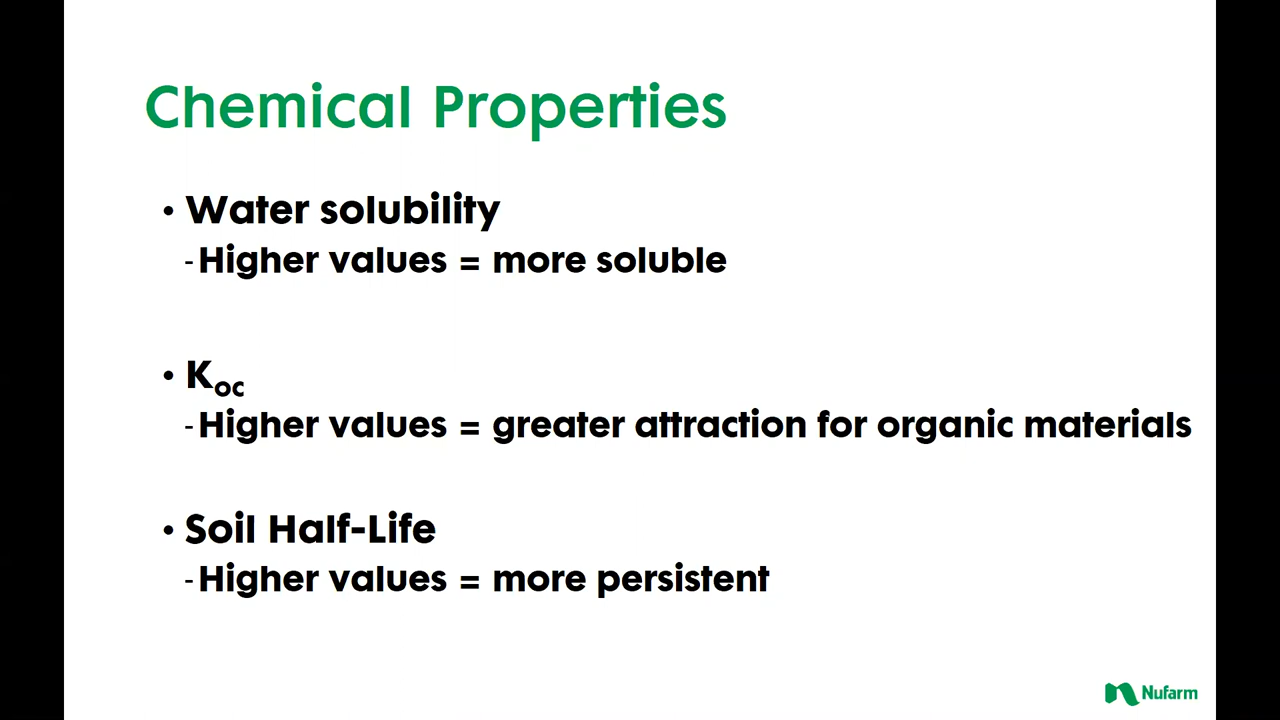 Chemical Properties
• Water solubility
- Higher values = more soluble
• Koc
- Higher values = greater attraction for organic materials
• Soil Half-Life
- Higher values = more persistent
Nufarm